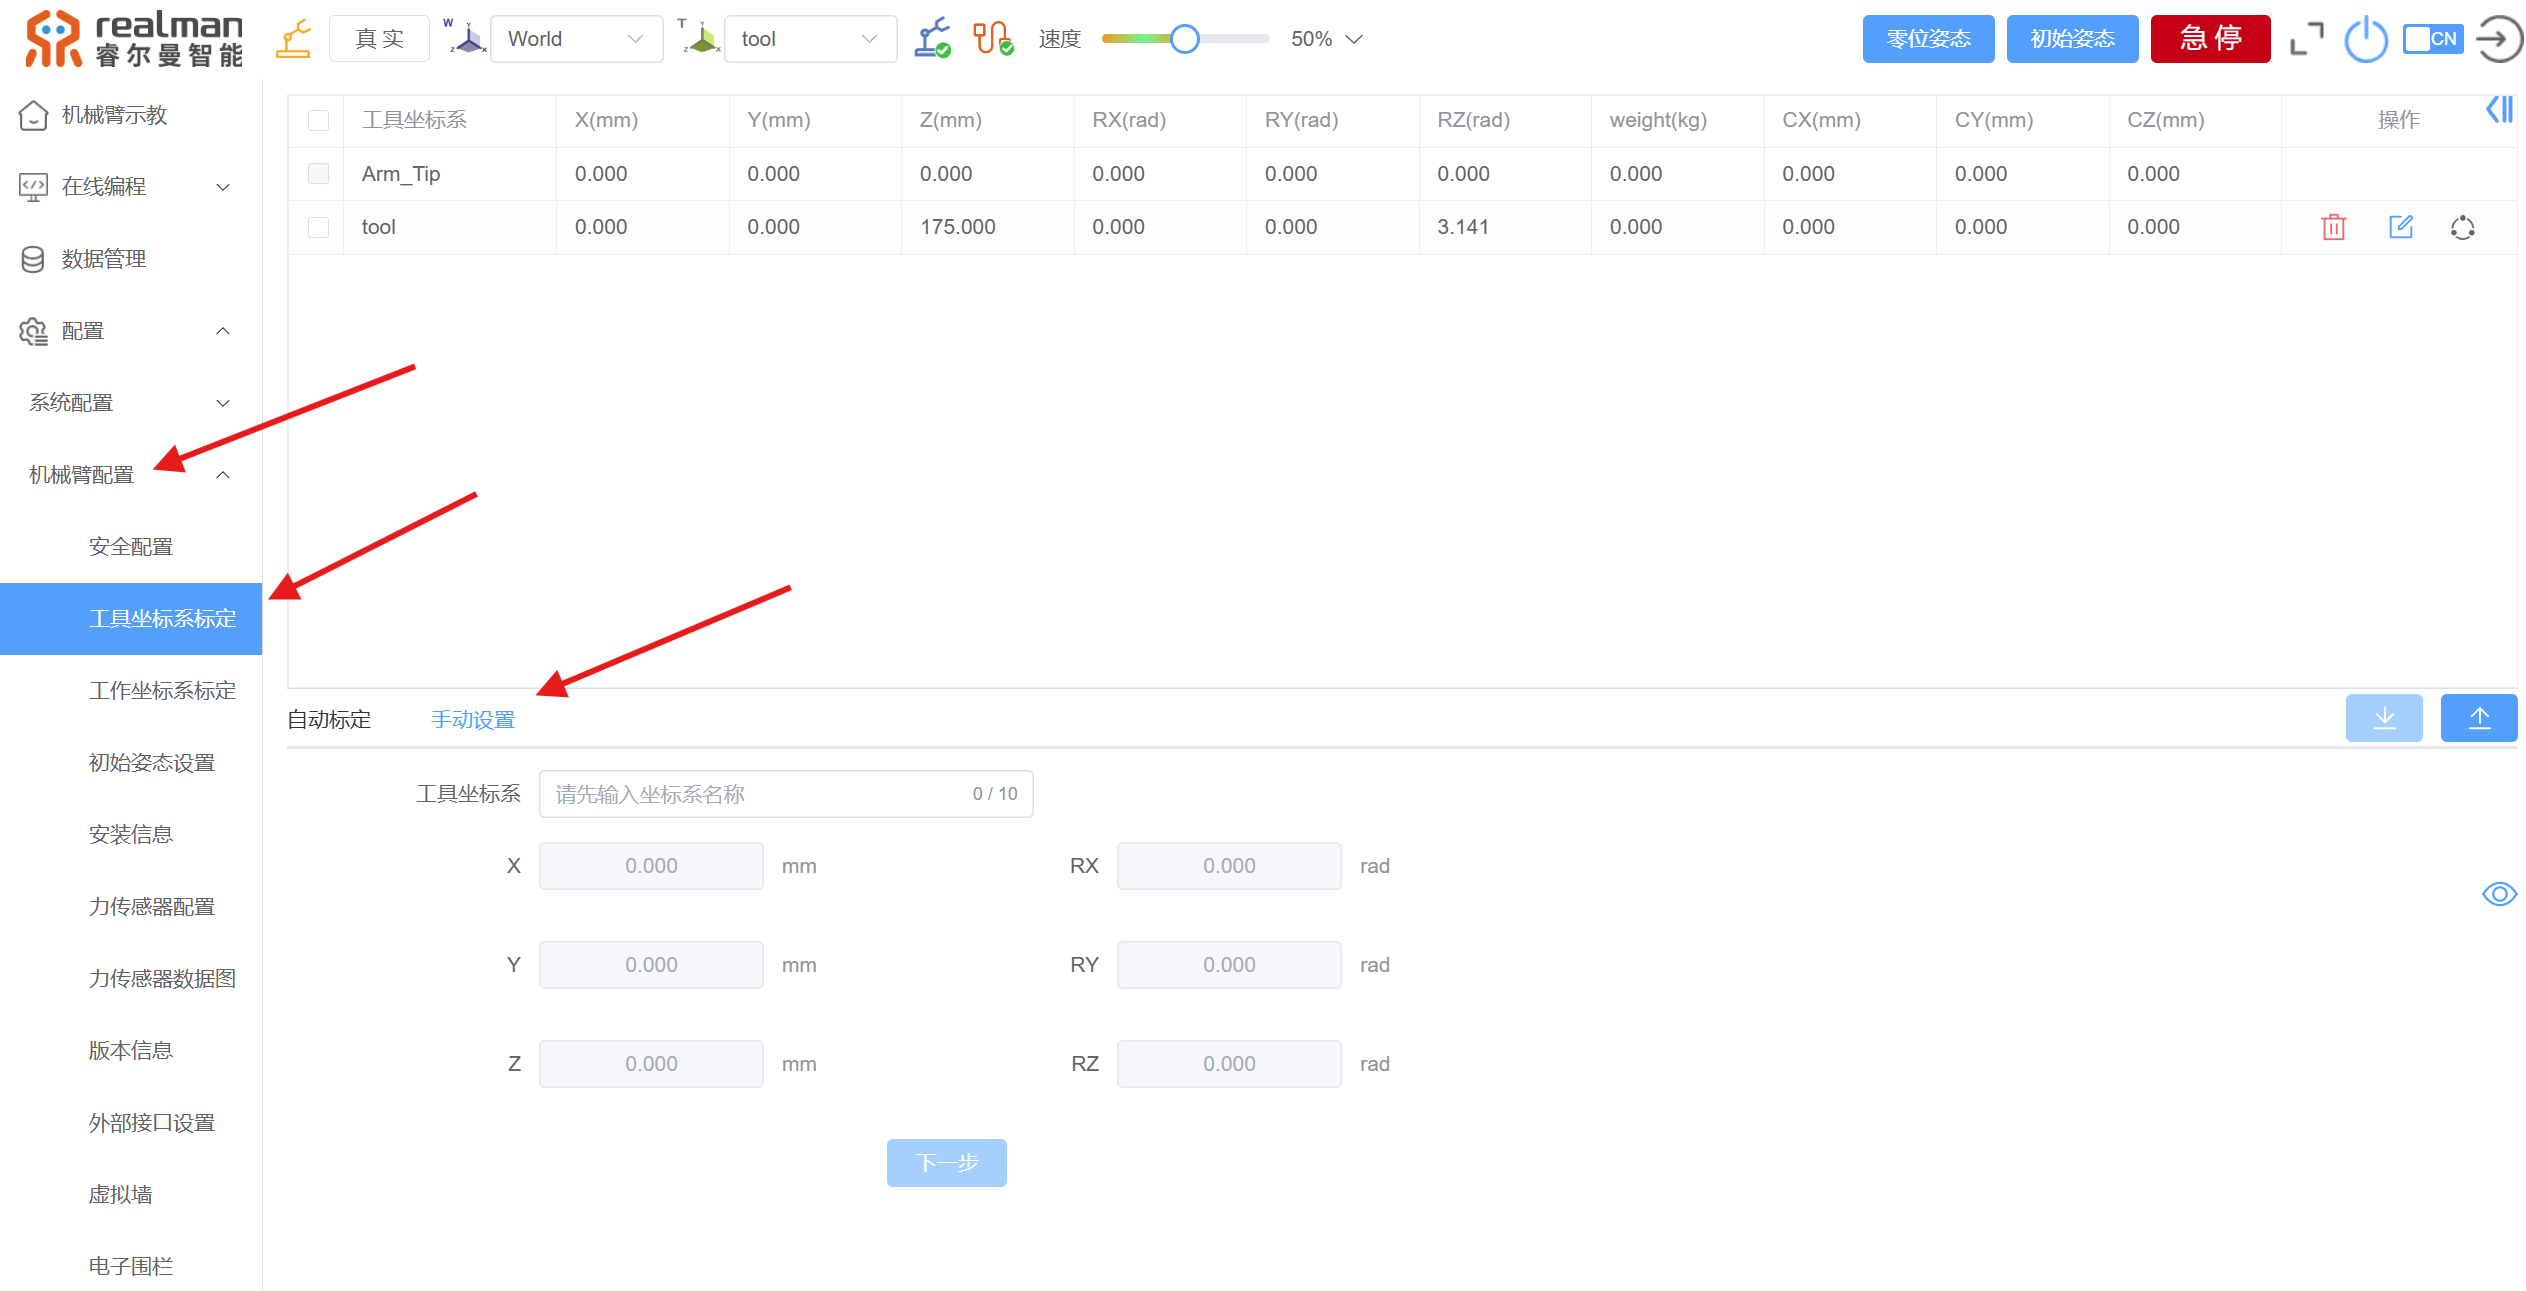 realman
睿尔曼智能
真 实
W
Y
Z
X
World
T
Y
Z
X
tool
速度
50%
零位姿态
初始姿态
急 停
CN
机械臂示教
在线编程
数据管理
配置
系统配置
机械臂配置
安全配置
工具坐标系标定
工作坐标系标定
初始姿态设置
安装信息
力传感器配置
力传感器数据图
版本信息
外部接口设置
虚拟墙
电子围栏
工具坐标系 X(mm) Y(mm) Z(mm) RX(rad) RY(rad) RZ(rad) weight(kg) CX(mm) CY(mm) CZ(mm) 操作
Arm_Tip 0.000 0.000 0.000 0.000 0.000 0.000 0.000 0.000 0.000 0.000
tool 0.000 0.000 175.000 0.000 0.000 3.141 0.000 0.000 0.000 0.000
自动标定 手动设置
工具坐标系 请先输入坐标系名称 0 / 10
X 0.000 mm RX 0.000 rad
Y 0.000 mm RY 0.000 rad
Z 0.000 mm RZ 0.000 rad
下一步